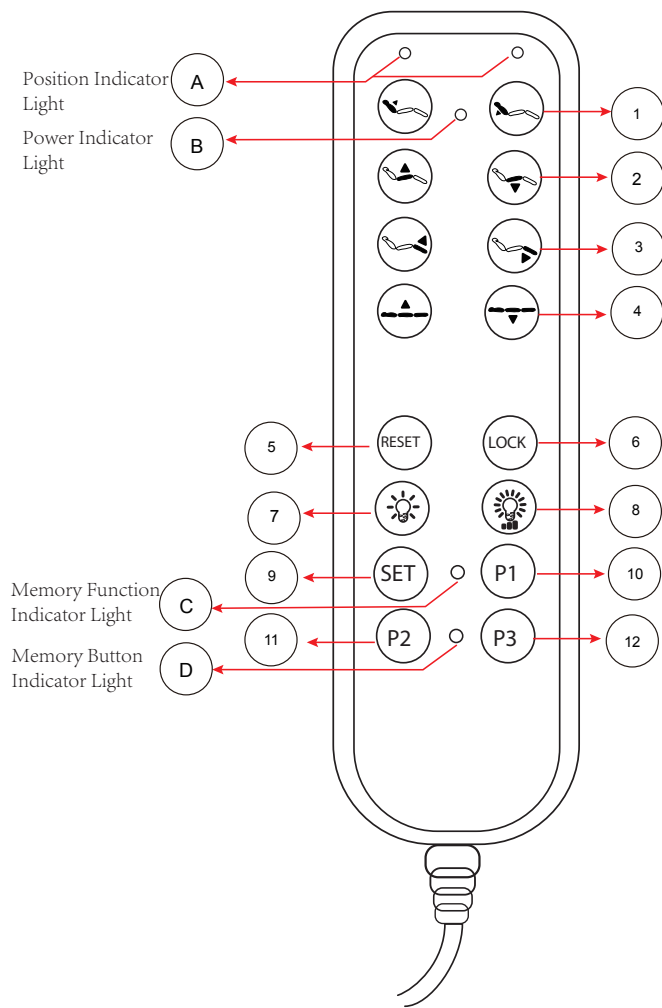 Position Indicator
Light
A
Power Indicator
Light
B
1
2
3
4
5
RESET
LOCK
6
7
8
9
SET
P1
10
Memory Function
Indicator Light
C
11
P2
P3
12
Memory Button
Indicator Light
D